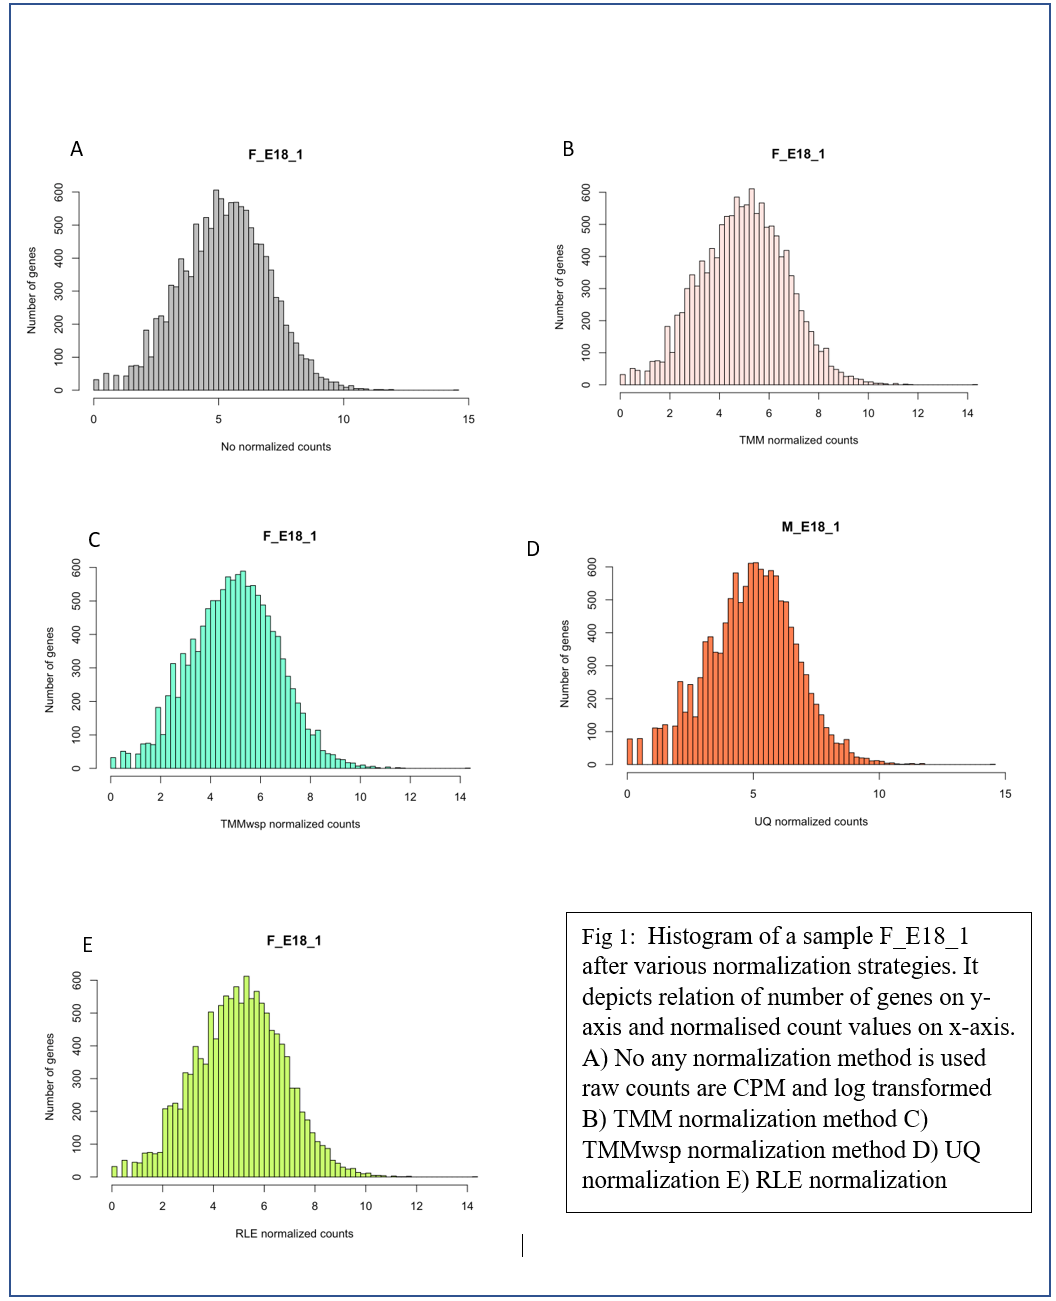 A
F_E18_1
Number of genes
0
100
200
300
400
500
600
0
5
10
15
No normalized counts
B
F_E18_1
Number of genes
0
100
200
300
400
500
600
0
2
4
6
8
10
12
14
TMM normalized counts
C
F_E18_1
Number of genes
0
100
200
300
400
500
600
0
2
4
6
8
10
12
14
TMMwsp normalized counts
D
M_E18_1
Number of genes
0
100
200
300
400
500
600
0
5
10
15
UQ normalized counts
E
F_E18_1
Number of genes
0
100
200
300
400
500
600
0
2
4
6
8
10
12
14
RLE normalized counts
Fig 1: Histogram of a sample F_E18_1
after various normalization strategies. It
depicts relation of number of genes on y-
axis and normalised count values on x-axis.
A) No any normalization method is used
raw counts are CPM and log transformed
B) TMM normalization method C)
TMMwsp normalization method D) UQ
normalization E) RLE normalization